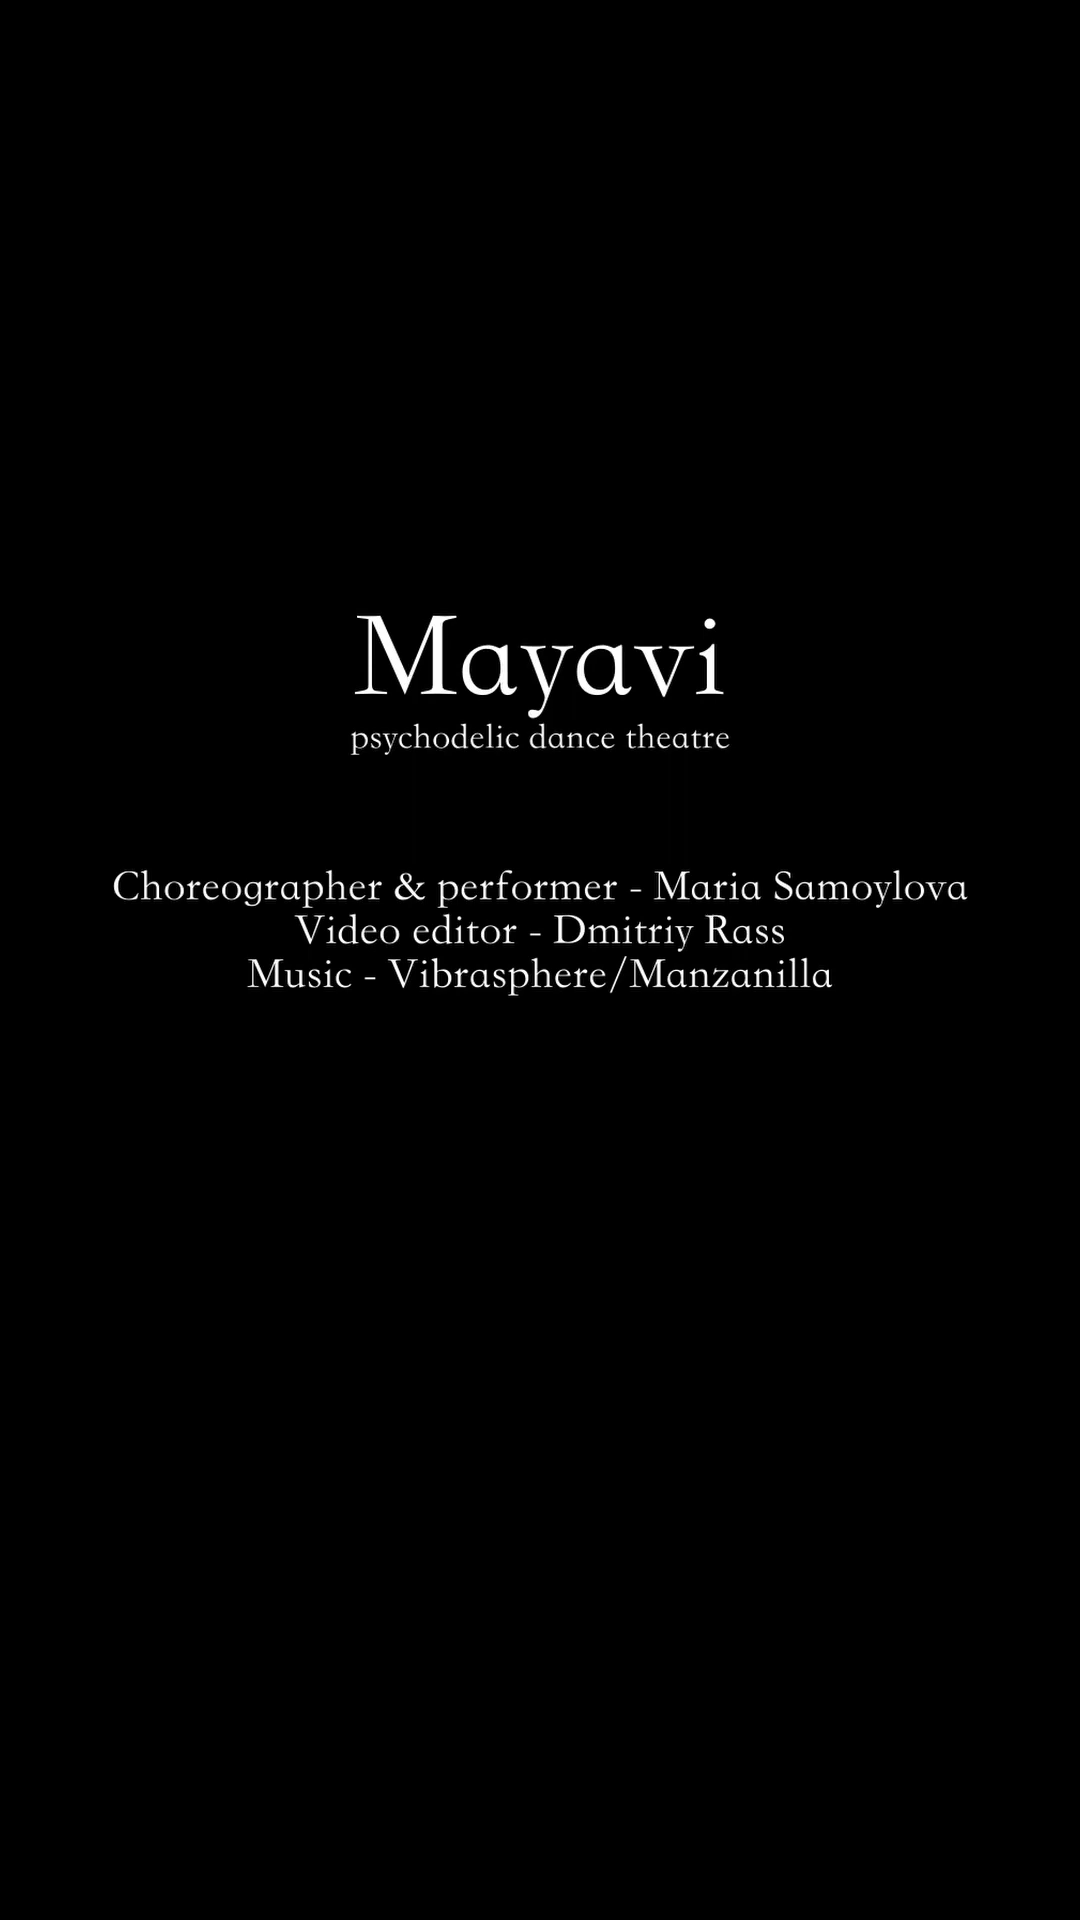 Mayavi
psychodelic dance theatre
Choreographer & performer - Maria Samoylova
Video editor - Dmitriy Rass
Music - Vibrasphere/Manzanilla